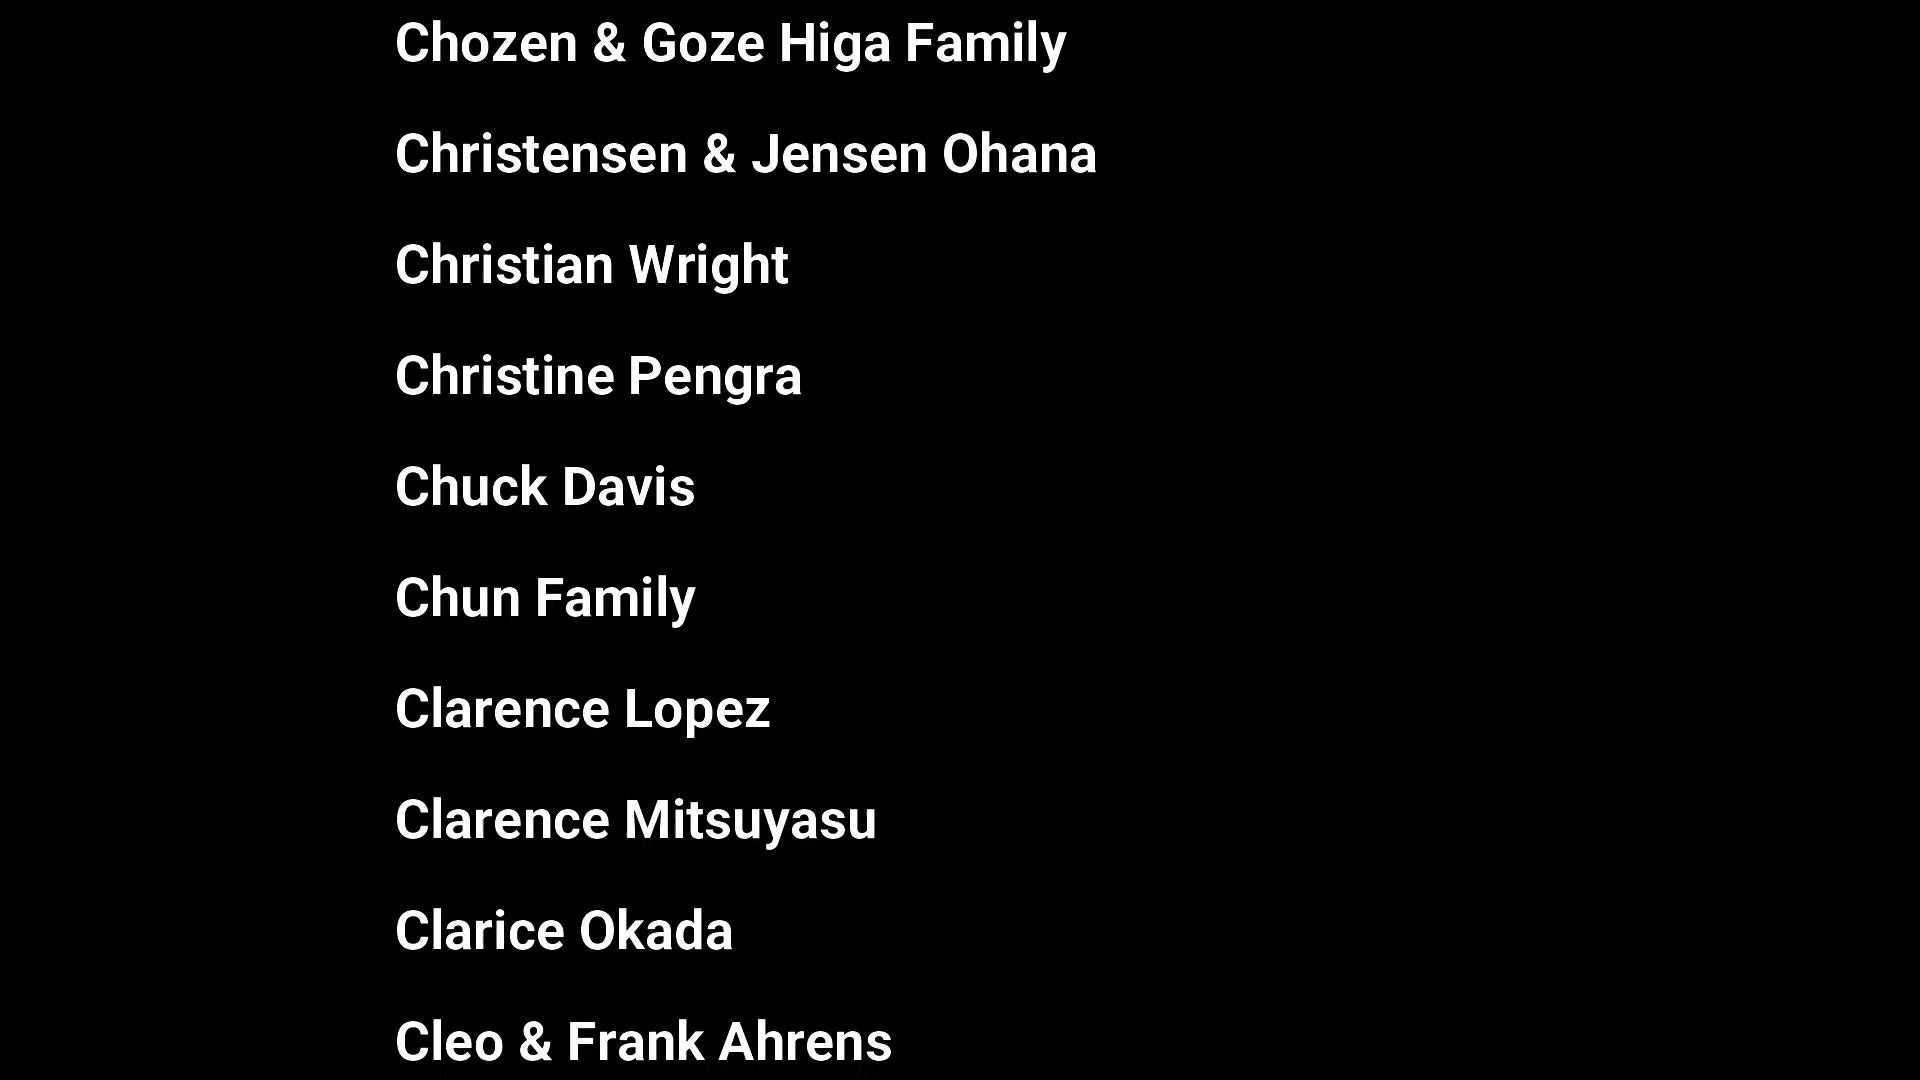 Chozen & Goze Higa Family
Christensen & Jensen Ohana
Christian Wright
Christine Pengra
Chuck Davis
Chun Family
Clarence Lopez
Clarence Mitsuyasu
Clarice Okada
Cleo & Frank Ahrens